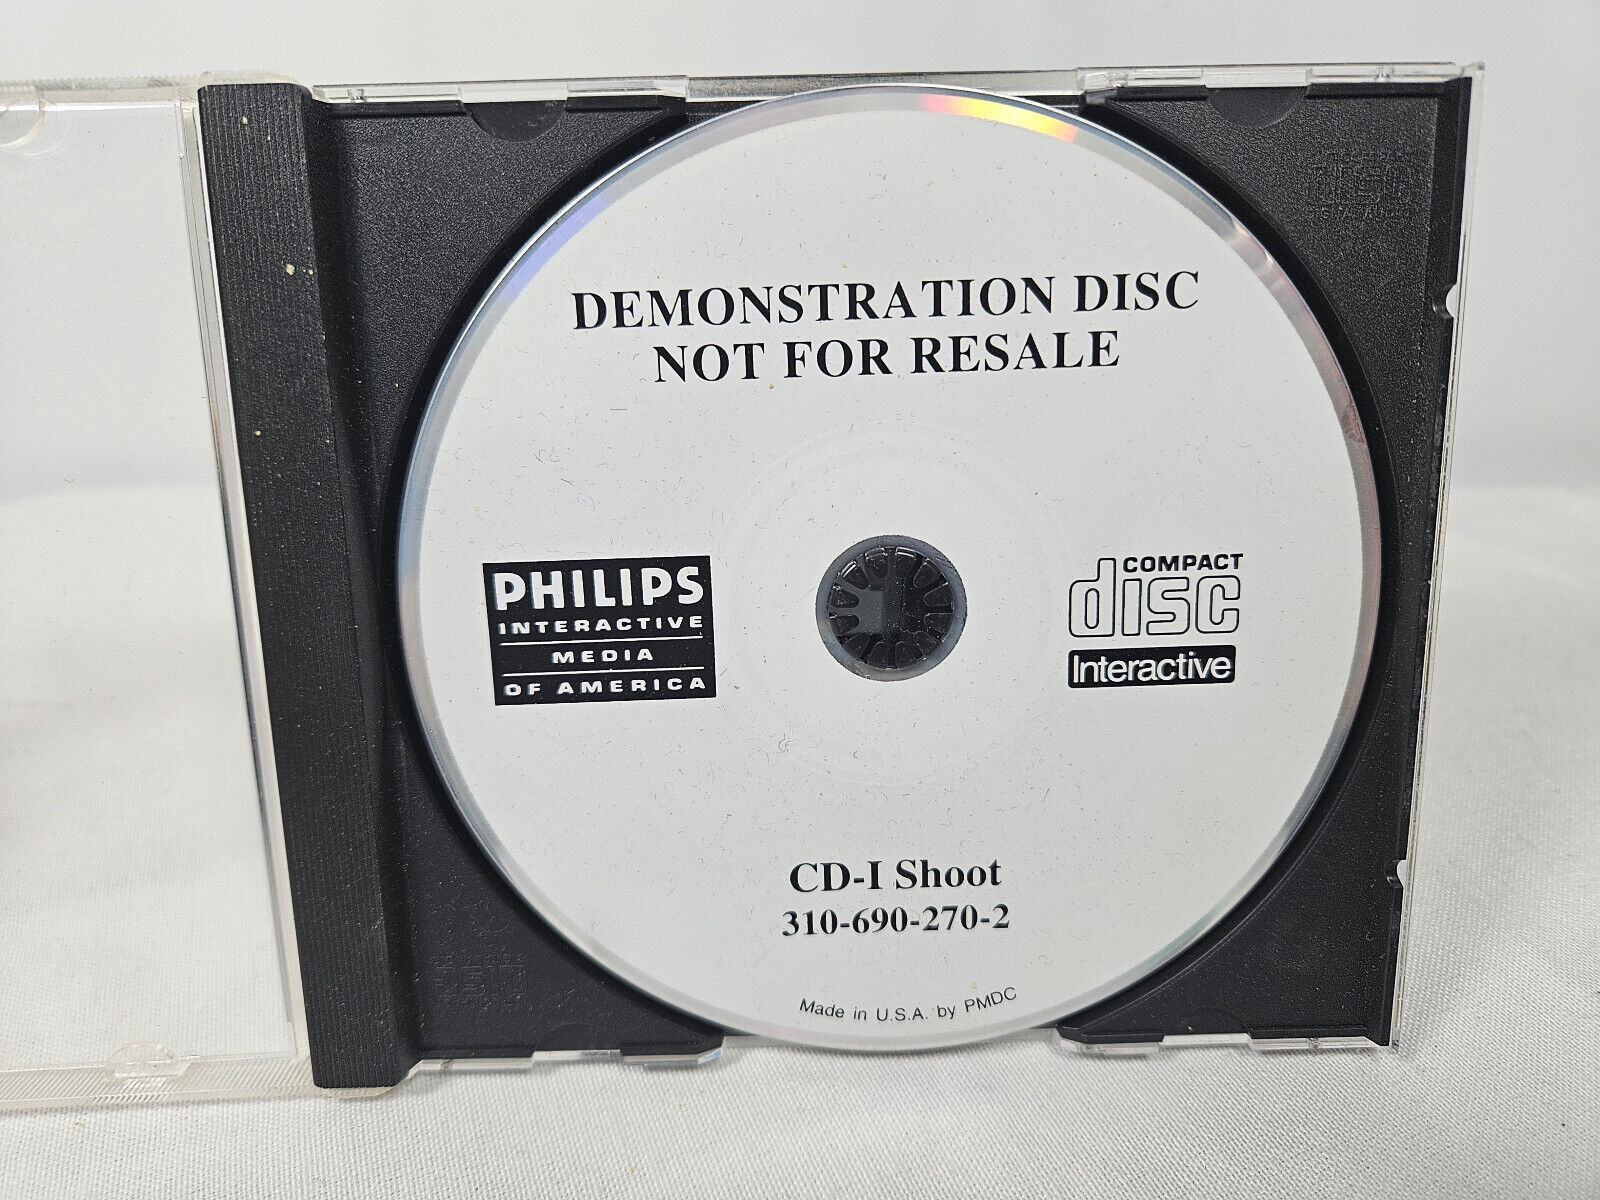 DEMONSTRATION DISC
NOT FOR RESALE
PHILIPS
INTERACTIVE
MEDIA
OF AMERICA
COMPACT
disc
Interactive
CD-I Shoot
310-690-270-2
Made in U.S.A. by PMDC
disc